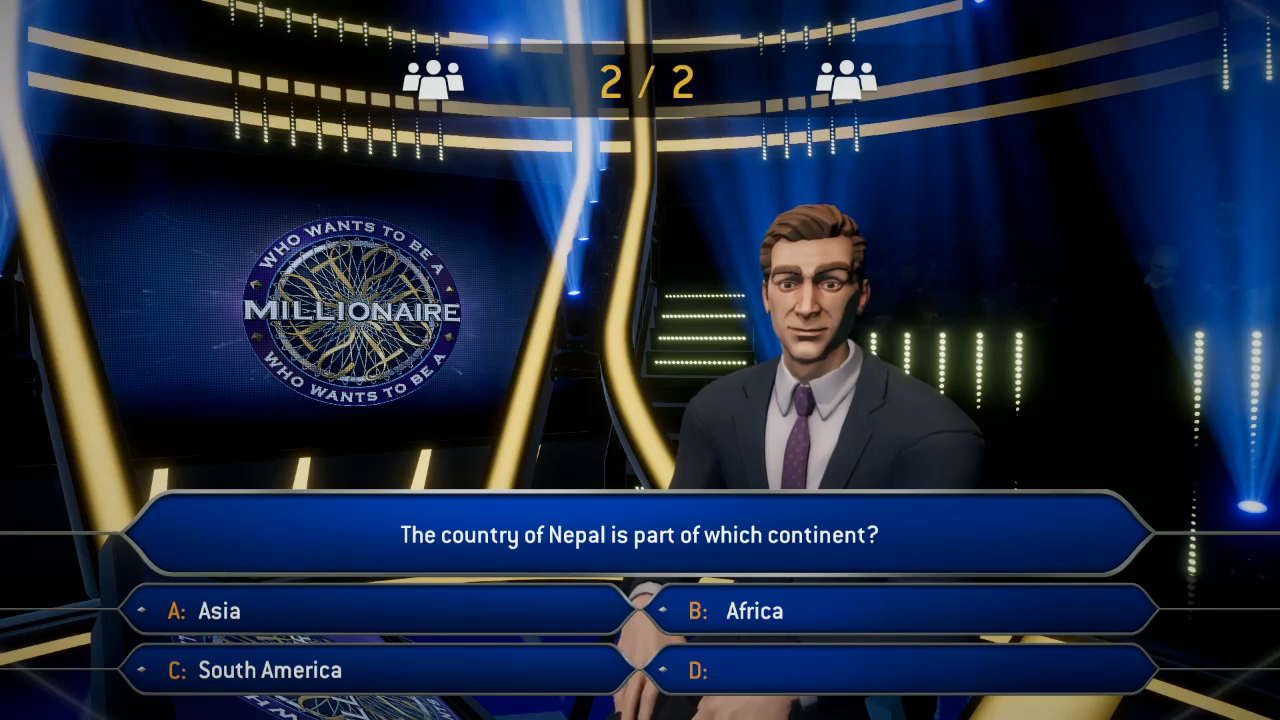 2 / 2
WHO WANTS TO BE A
MILLIONAIRE
WHO WANTS TO BE A
The country of Nepal is part of which continent?
A: Asia
B: Africa
C: South America
D: